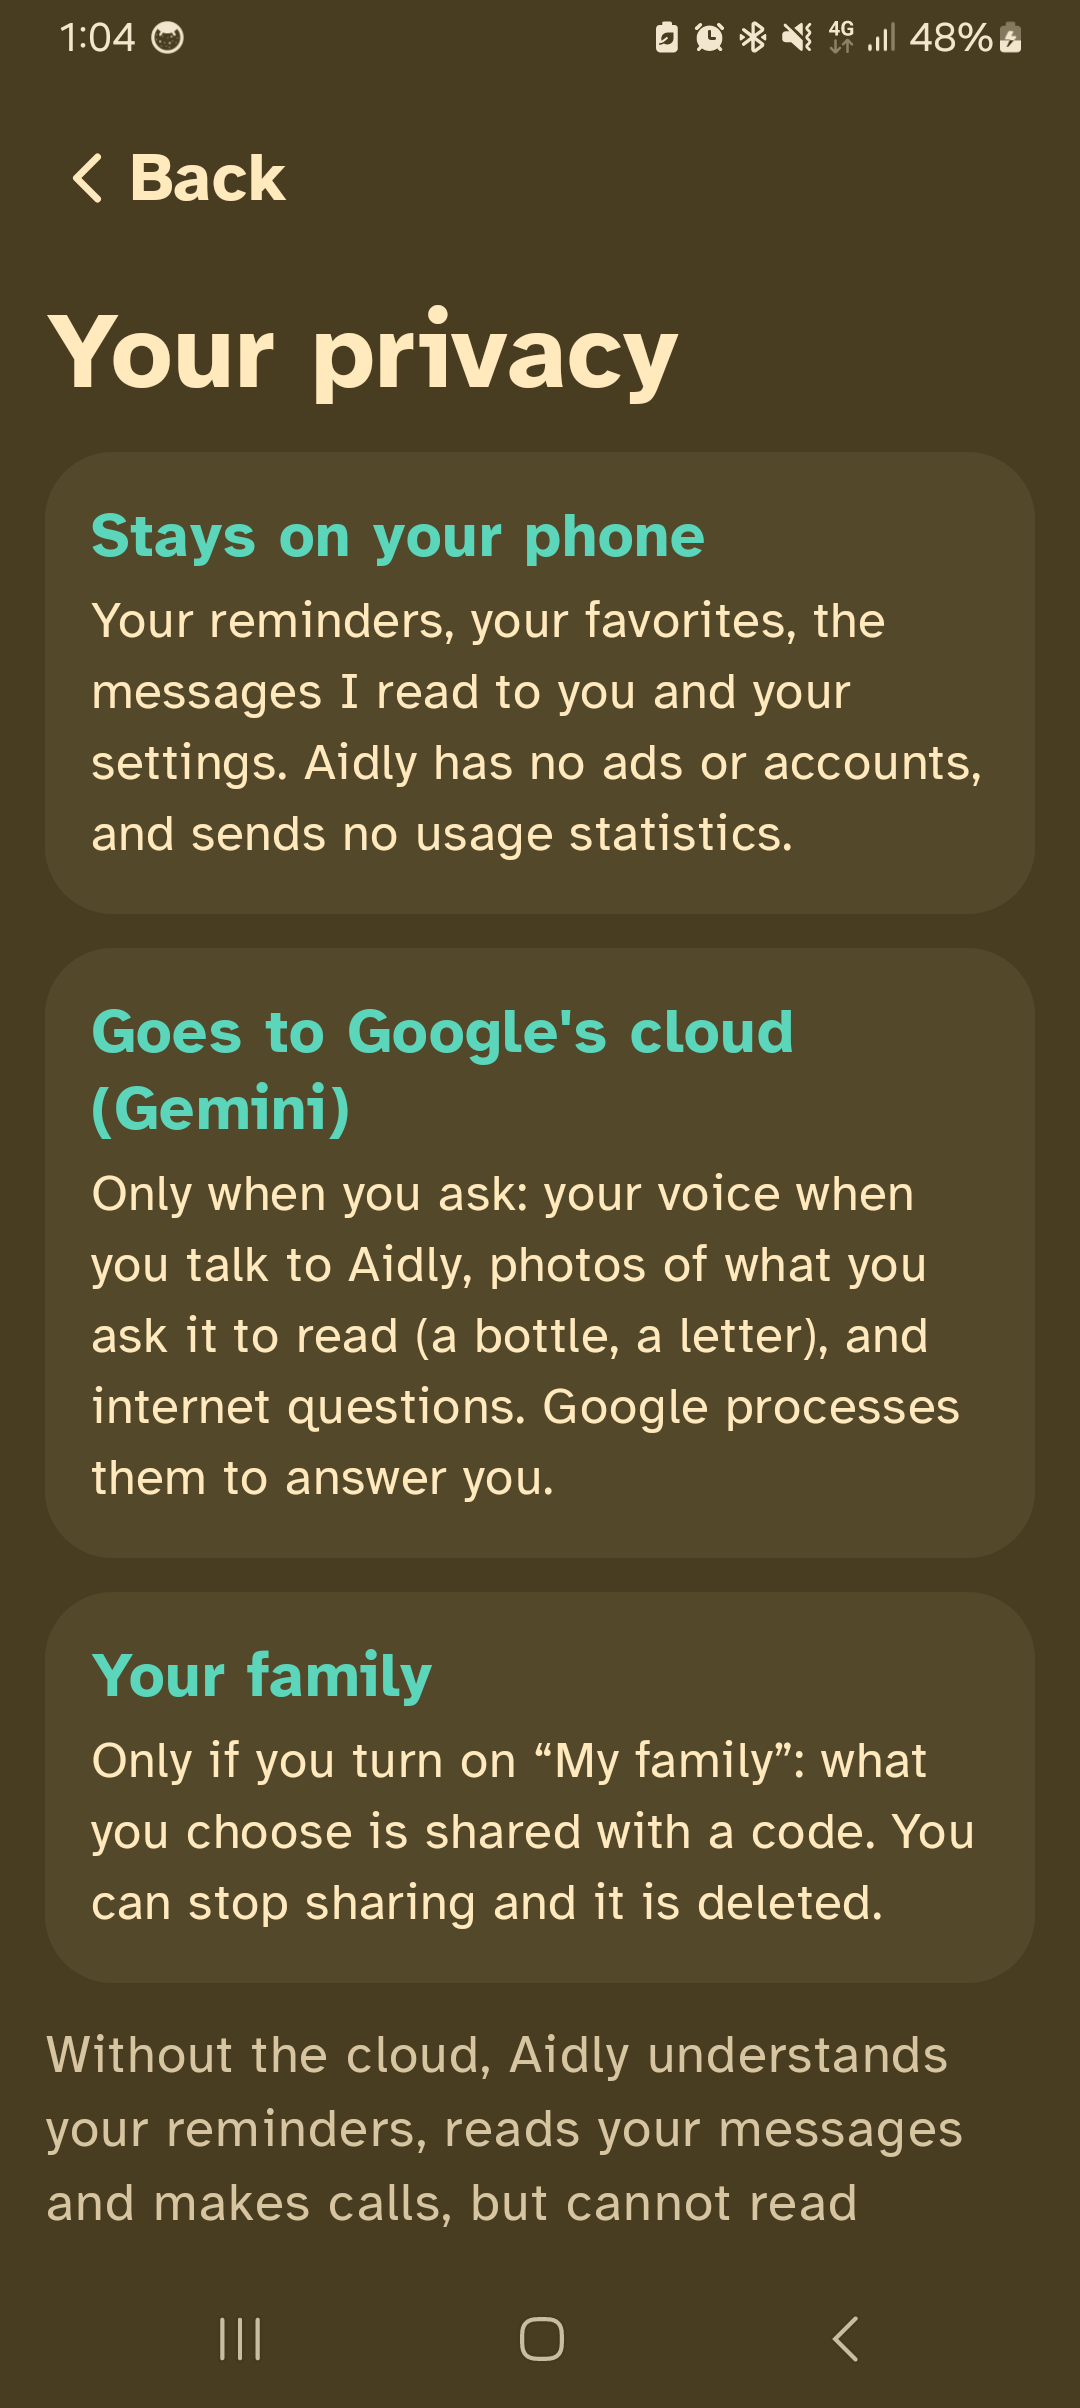 1:04
4G
48%
Back
Your privacy
Stays on your phone
Your reminders, your favorites, the
messages I read to you and your
settings. Aidly has no ads or accounts,
and sends no usage statistics.
Goes to Google's cloud
(Gemini)
Only when you ask: your voice when
you talk to Aidly, photos of what you
ask it to read (a bottle, a letter), and
internet questions. Google processes
them to answer you.
Your family
Only if you turn on “My family”: what
you choose is shared with a code. You
can stop sharing and it is deleted.
Without the cloud, Aidly understands
your reminders, reads your messages
and makes calls, but cannot read